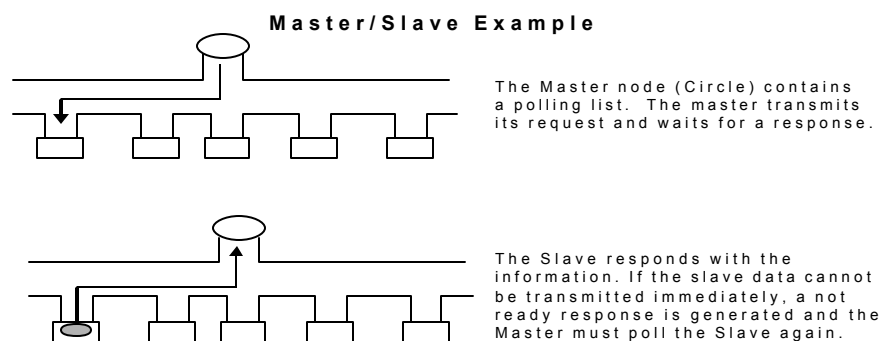 Master/Slave Example
The Master node (Circle) contains
a polling list. The master transmits
its request and waits for a response.
The Slave responds with the
information. If the slave data cannot
be transmitted immediately, a not
ready response is generated and the
Master must poll the Slave again.